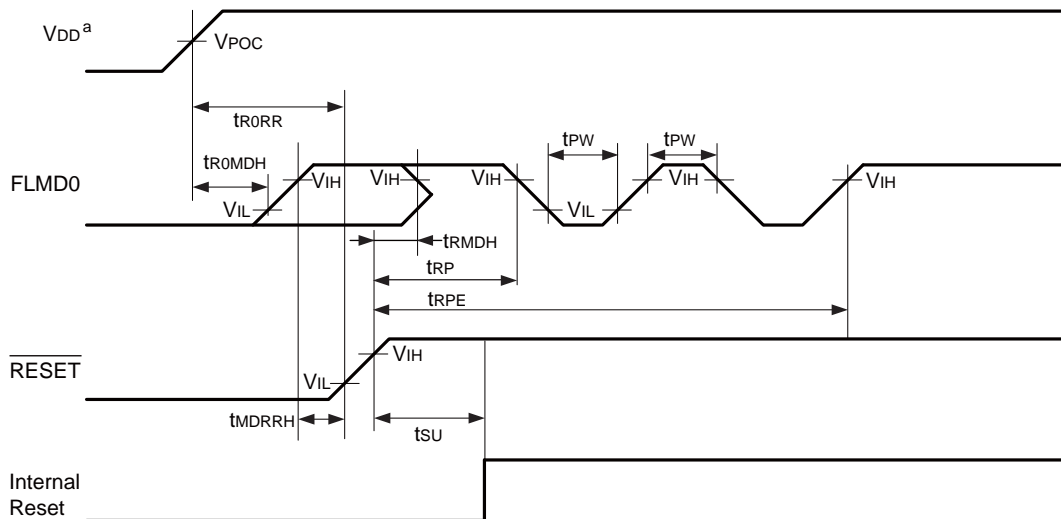 VDD a
VPOC
tR0RR
tR0MDH
tPW
tPW
FLMD0
VIH
VIH
VIH
VIH
VIH
VIL
VIL
tRMDH
tRP
tRPE
RESET
VIH
VIL
tMDRRH
tSU
Internal
Reset